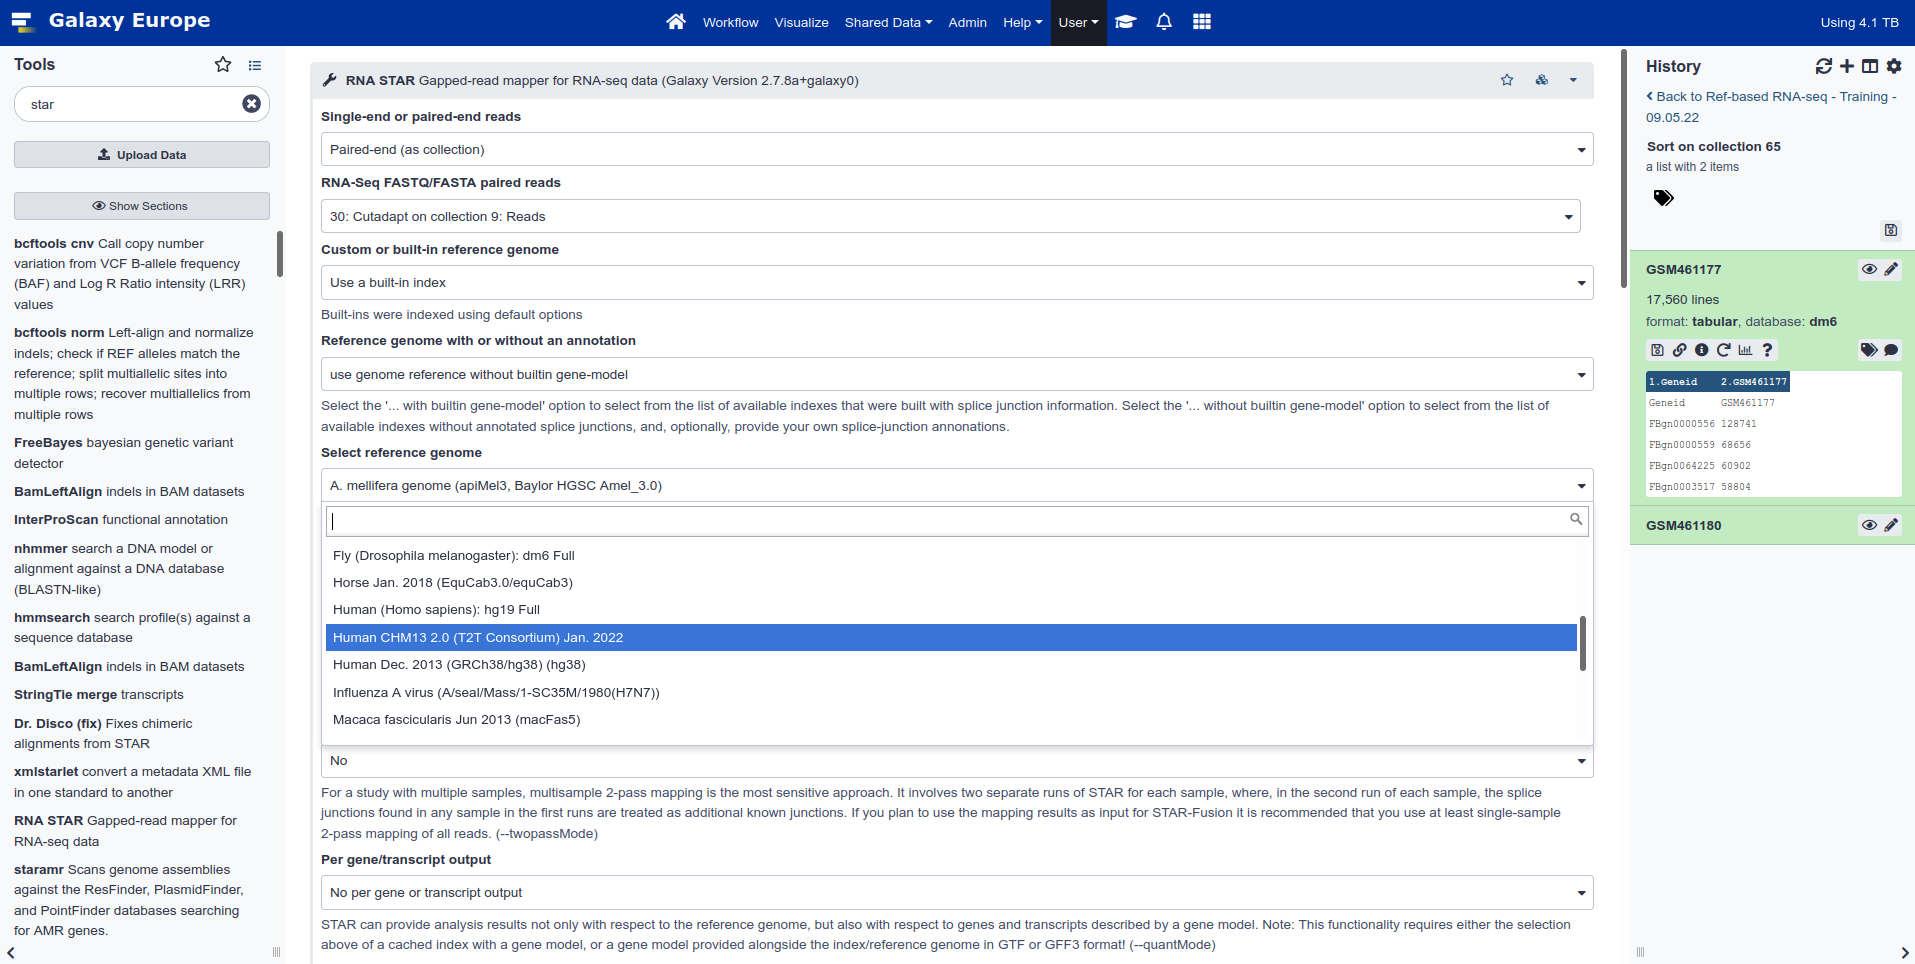 Galaxy Europe
Workflow Visualize Shared Data Admin Help User
Using 4.1 TB
Tools
star
Upload Data
Show Sections
bcftools cnv Call copy number
variation from VCF B-allele frequency
(BAF) and Log R Ratio intensity (LRR)
values
bcftools norm Left-align and normalize
indels; check if REF alleles match the
reference; split multiallelic sites into
multiple rows; recover multiallelics from
multiple rows
FreeBayes bayesian genetic variant
detector
BamLeftAlign indels in BAM datasets
InterProScan functional annotation
nhmmer search a DNA model or
alignment against a DNA database
(BLASTN-like)
hmmsearch search profile(s) against a
sequence database
BamLeftAlign indels in BAM datasets
StringTie merge transcripts
Dr. Disco (fix) Fixes chimeric
alignments from STAR
xmlstarlet convert a metadata XML file
in one standard to another
RNA STAR Gapped-read mapper for
RNA-seq data
staramr Scans genome assemblies
against the ResFinder, PlasmidFinder,
and PointFinder databases searching
for AMR genes.
RNA STAR Gapped-read mapper for RNA-seq data (Galaxy Version 2.7.8a+galaxy0)
Single-end or paired-end reads
Paired-end (as collection)
RNA-Seq FASTQ/FASTA paired reads
30: Cutadapt on collection 9: Reads
Custom or built-in reference genome
Use a built-in index
Built-ins were indexed using default options
Reference genome with or without an annotation
use genome reference without builtin gene-model
Select the '... with builtin gene-model' option to select from the list of available indexes that were built with splice junction information. Select the '... without builtin gene-model' option to select from the list of
available indexes without annotated splice junctions, and, optionally, provide your own splice-junction annonations.
Select reference genome
A. mellifera genome (apiMel3, Baylor HGSC Amel_3.0)
Fly (Drosophila melanogaster): dm6 Full
Horse Jan. 2018 (EquCab3.0/equCab3)
Human (Homo sapiens): hg19 Full
Human CHM13 2.0 (T2T Consortium) Jan. 2022
Human Dec. 2013 (GRCh38/hg38) (hg38)
Influenza A virus (A/seal/Mass/1-SC35M/1980(H7N7))
Macaca fascicularis Jun 2013 (macFas5)
No
For a study with multiple samples, multisample 2-pass mapping is the most sensitive approach. It involves two separate runs of STAR for each sample, where, in the second run of each sample, the splice
junctions found in any sample in the first runs are treated as additional known junctions. If you plan to use the mapping results as input for STAR-Fusion it is recommended that you use at least single-sample
2-pass mapping of all reads. (--twopassMode)
Per gene/transcript output
No per gene or transcript output
STAR can provide analysis results not only with respect to the reference genome, but also with respect to genes and transcripts described by a gene model. Note: This functionality requires either the selection
above of a cached index with a gene model, or a gene model provided alongside the index/reference genome in GTF or GFF3 format! (--quantMode)
History
Back to Ref-based RNA-seq - Training -
09.05.22
Sort on collection 65
a list with 2 items
GSM461177
17,560 lines
format: tabular, database: dm6
1.Geneid 2.GSM461177
Geneid GSM461177
FBgn0000556 128741
FBgn0000559 68656
FBgn0064225 60902
FBgn0003517 58804
GSM461180